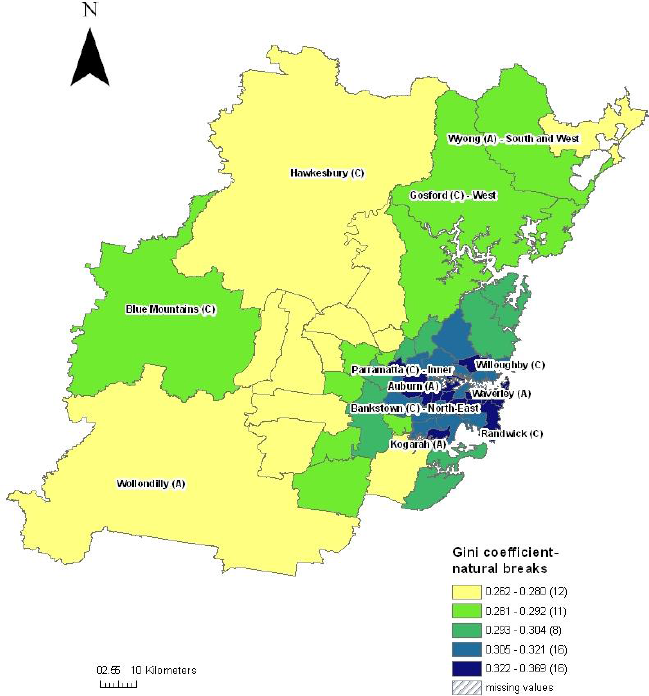 N
Wyong (A) - South and West
Hawkesbury (C)
Gosford (C) - West
Blue Mountains (C)
Willoughby (C)
Parramatta (C) - Inner
Auburn (A)
Waverley (A)
Bankstown (C) - North-East
Randwick (C)
Kogarah (A)
Wollondilly (A)
Gini coefficient-
natural breaks
0.262 - 0.280 (12)
0.281 - 0.292 (11)
0.293 - 0.304 (8)
0.305 - 0.321 (16)
0.322 - 0.369 (16)
missing values
10 Kilometers